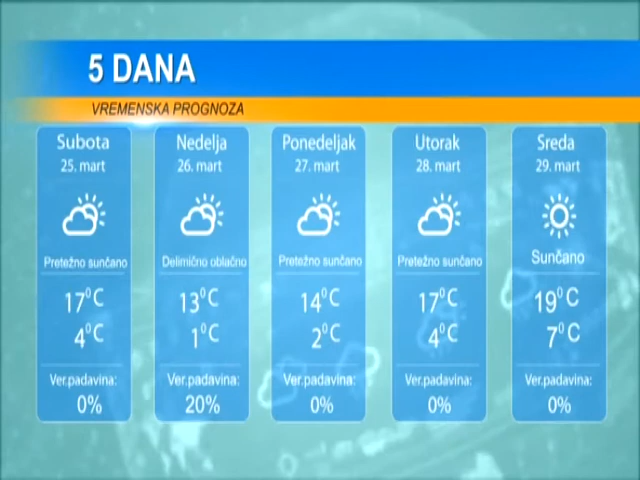 5 DANA
VREMENSKA PROGNOZA
Subota
25. mart
Pretežno sunčano
17°C
4°C
Ver.padavina:
0%
Nedelja
26. mart
Delimično oblačno
13°C
1°C
Ver.padavina:
20%
Ponedeljak
27. mart
Pretežno sunčano
14°C
2°C
Ver.padavina:
0%
Utorak
28. mart
Pretežno sunčano
17°C
4°C
Ver.padavina:
0%
Sreda
29. mart
Sunčano
19°C
7°C
Ver.padavina:
0%